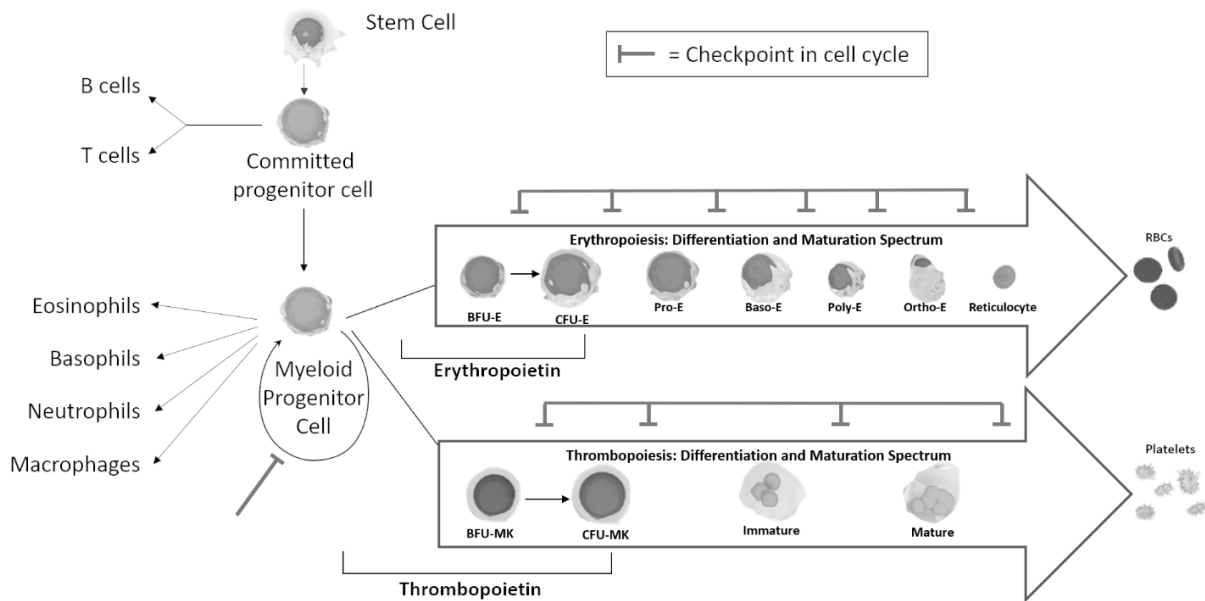 Stem Cell
= Checkpoint in cell cycle
B cells
T cells
Committed
progenitor cell
Erythropoiesis: Differentiation and Maturation Spectrum
BFU-E
CFU-E
Pro-E
Baso-E
Poly-E
Ortho-E
Reticulocyte
RBCs
Erythropoietin
Eosinophils
Basophils
Neutrophils
Macrophages
Myeloid
Progenitor
Cell
Thrombopoiesis: Differentiation and Maturation Spectrum
BFU-MK
CFU-MK
Immature
Mature
Platelets
Thrombopoietin